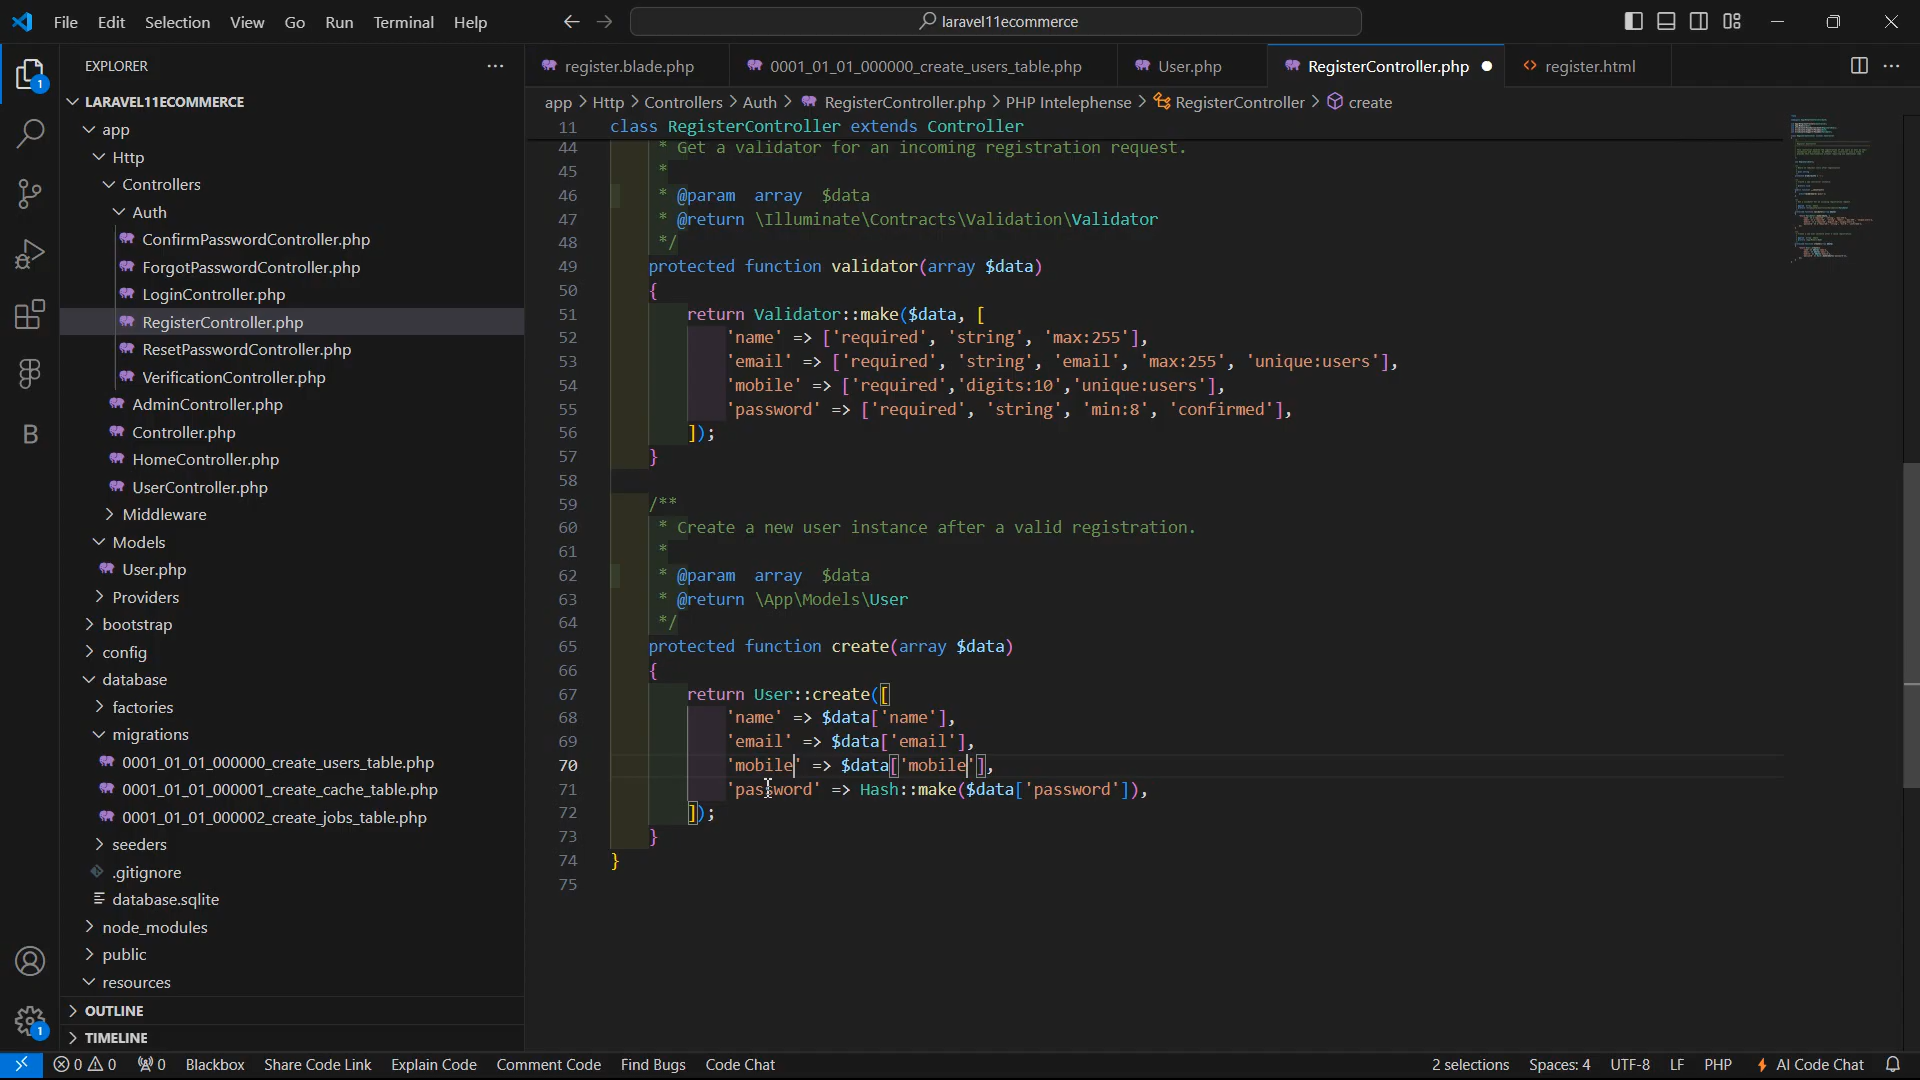 File Edit Selection View Go Run Terminal Help
laravel11ecommerce
EXPLORER
LARAVEL11ECOMMERCE
app
Http
Controllers
Auth
ConfirmPasswordController.php
ForgotPasswordController.php
LoginController.php
RegisterController.php
ResetPasswordController.php
VerificationController.php
AdminController.php
Controller.php
HomeController.php
UserController.php
Middleware
Models
User.php
Providers
bootstrap
config
database
factories
migrations
0001_01_01_000000_create_users_table.php
0001_01_01_000001_create_cache_table.php
0001_01_01_000002_create_jobs_table.php
seeders
.gitignore
database.sqlite
node_modules
public
resources
OUTLINE
TIMELINE
register.blade.php 0001_01_01_000000_create_users_table.php User.php RegisterController.php register.html
app > Http > Controllers > Auth > RegisterController.php > PHP Intelephense > RegisterController > create
11 class RegisterController extends Controller
44 * Get a validator for an incoming registration request.
45 *
46 * @param array $data
47 * @return \Illuminate\Contracts\Validation\Validator
48 */
49 protected function validator(array $data)
50 {
51 return Validator::make($data, [
52 'name' => ['required', 'string', 'max:255'],
53 'email' => ['required', 'string', 'email', 'max:255', 'unique:users'],
54 'mobile' => ['required','digits:10','unique:users'],
55 'password' => ['required', 'string', 'min:8', 'confirmed'],
56 ]);
57 }
58
59 /**
60 * Create a new user instance after a valid registration.
61 *
62 * @param array $data
63 * @return \App\Models\User
64 */
65 protected function create(array $data)
66 {
67 return User::create([
68 'name' => $data['name'],
69 'email' => $data['email'],
70 'mobile' => $data['mobile'],
71 'password' => Hash::make($data['password']),
72 ]);
73 }
74 }
75
1
B
1
0 0 0 Blackbox Share Code Link Explain Code Comment Code Find Bugs Code Chat 2 selections Spaces: 4 UTF-8 LF PHP AI Code Chat